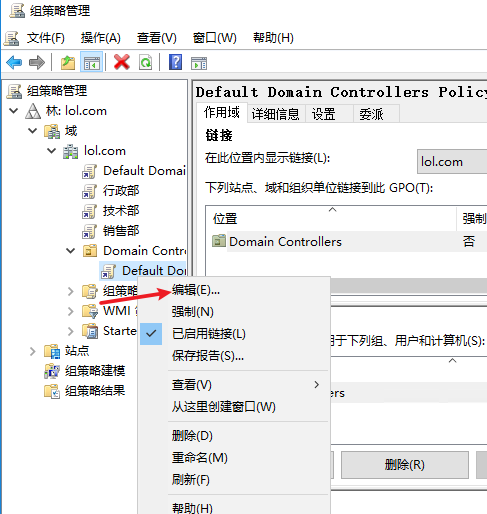 组策略管理
文件(F) 操作(A) 查看(V) 窗口(W) 帮助(H)
组策略管理
林: lol.com
域
lol.com
Default Domai
行政部
技术部
销售部
Domain Contr
Default Do
组策略
WMI
Starte
站点
组策略建模
组策略结果
Default Domain Controllers Policy
作用域 详细信息 设置 委派
链接
在此位置内显示链接(L): lol.com
下列站点、域和组织单位链接到此 GPO(T):
位置 强制
Domain Controllers 否
用于下列组、用户和计算机(S):
ers
删除(R)
编辑(E)...
强制(N)
已启用链接(L)
保存报告(S)...
查看(V)
从这里创建窗口(W)
删除(D)
重命名(M)
刷新(F)
帮助(H)